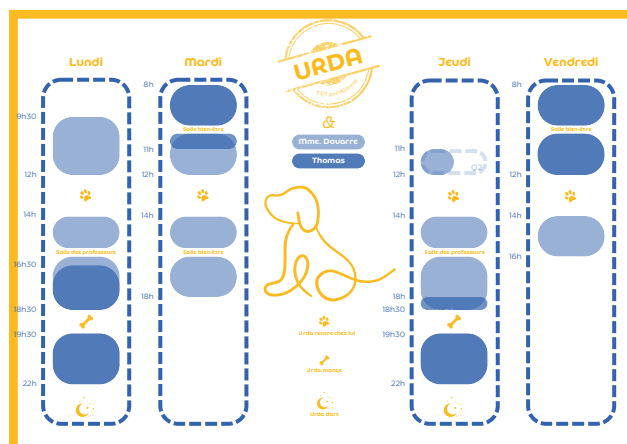 Lundi
9h30
12h
14h
Salle des professeurs
16h30
18h30
19h30
22h
Mardi
8h
Salle bien-être
11h
12h
14h
Salle bien-être
18h
URDA
&
Mme. Douarre
Thomas
Urda rentre chez lui
Urda mange
Urda dort
Jeudi
11h
12h
14h
Salle des professeurs
18h
18h30
19h30
22h
Vendredi
8h
Salle bien-être
12h
14h
16h